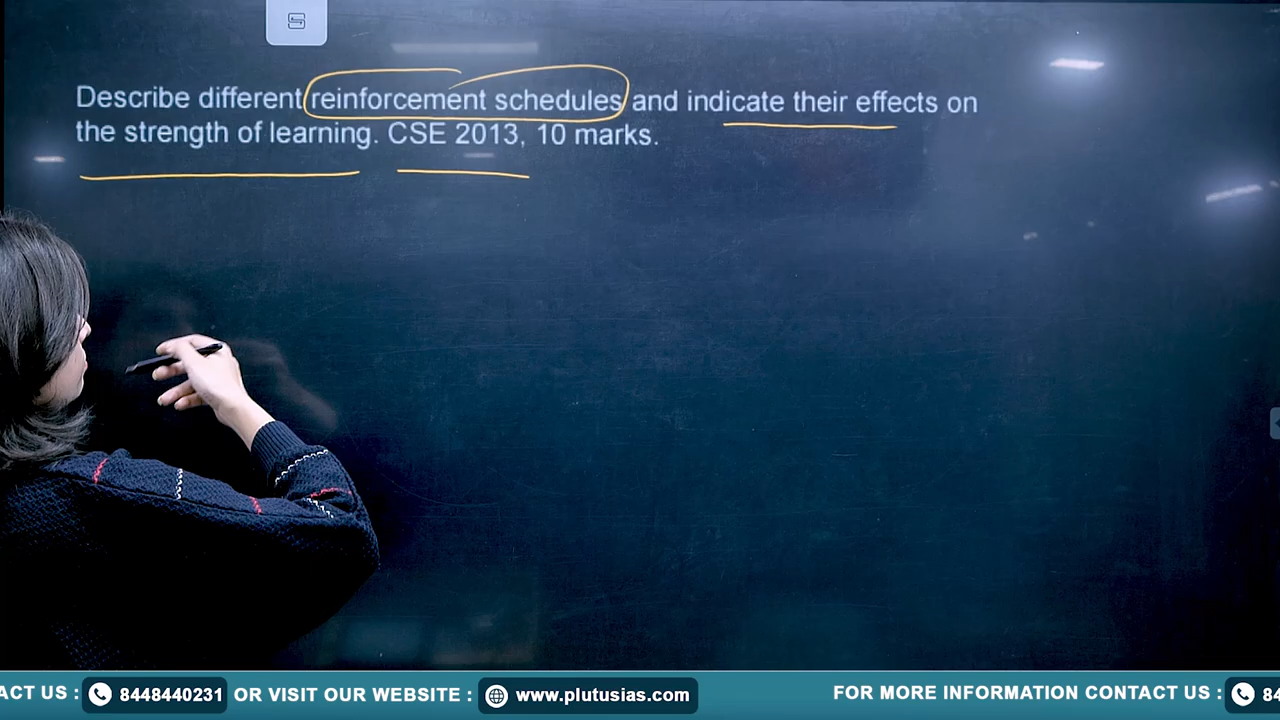 Describe different reinforcement schedules and indicate their effects on
the strength of learning. CSE 2013, 10 marks.
ACT US : 8448440231 OR VISIT OUR WEBSITE : www.plutusias.com FOR MORE INFORMATION CONTACT US : 84